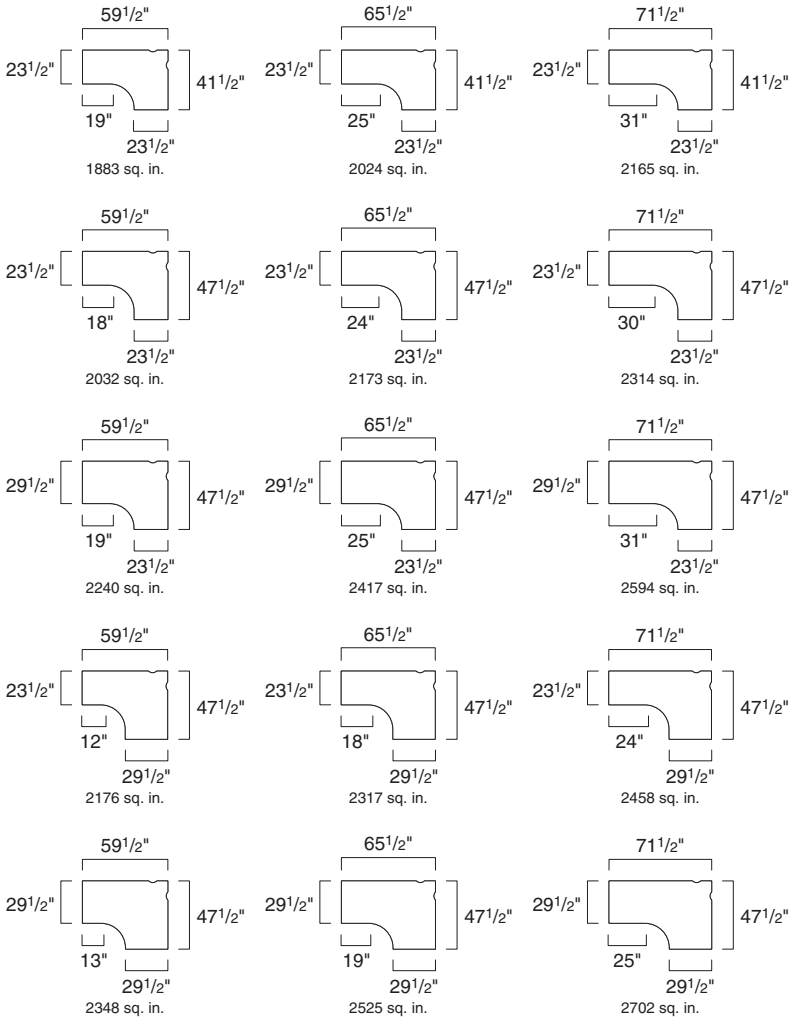 59 1/2" 65 1/2" 71 1/2"
23 1/2" 41 1/2" 23 1/2" 41 1/2" 23 1/2" 41 1/2"
19" 25" 31"
23 1/2" 23 1/2" 23 1/2"
1883 sq. in. 2024 sq. in. 2165 sq. in.
59 1/2" 65 1/2" 71 1/2"
23 1/2" 47 1/2" 23 1/2" 47 1/2" 23 1/2" 47 1/2"
18" 24" 30"
23 1/2" 23 1/2" 23 1/2"
2032 sq. in. 2173 sq. in. 2314 sq. in.
59 1/2" 65 1/2" 71 1/2"
29 1/2" 47 1/2" 29 1/2" 47 1/2" 29 1/2" 47 1/2"
19" 25" 31"
23 1/2" 23 1/2" 23 1/2"
2240 sq. in. 2417 sq. in. 2594 sq. in.
59 1/2" 65 1/2" 71 1/2"
23 1/2" 47 1/2" 23 1/2" 47 1/2" 23 1/2" 47 1/2"
12" 18" 24"
29 1/2" 29 1/2" 29 1/2"
2176 sq. in. 2317 sq. in. 2458 sq. in.
59 1/2" 65 1/2" 71 1/2"
29 1/2" 47 1/2" 29 1/2" 47 1/2" 29 1/2" 47 1/2"
13" 19" 25"
29 1/2" 29 1/2" 29 1/2"
2348 sq. in. 2525 sq. in. 2702 sq. in.